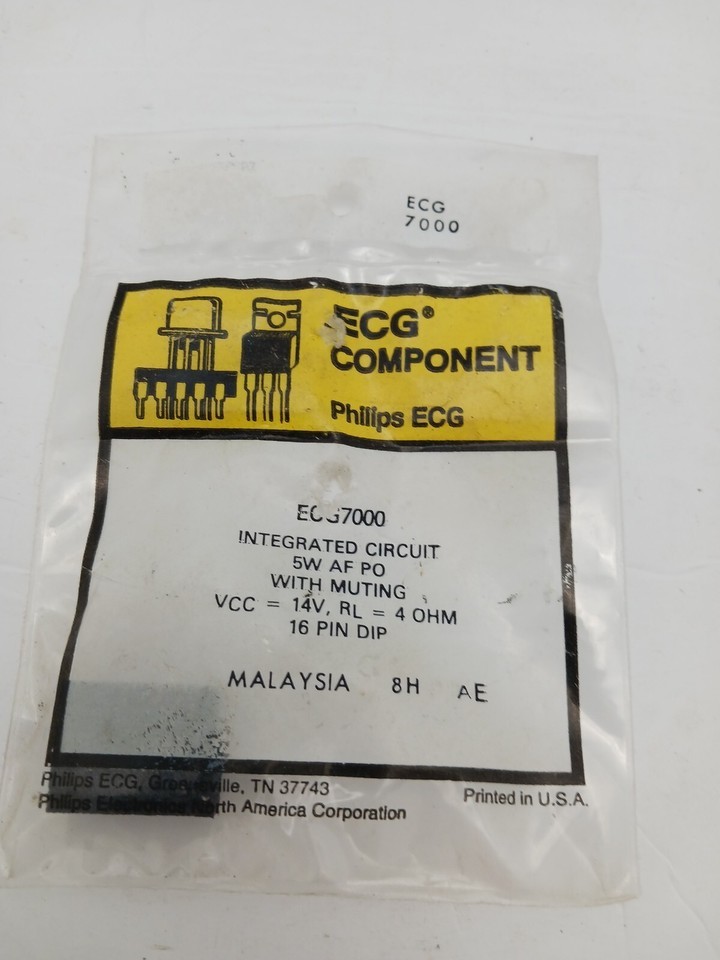 ECG
7000
ECG®
COMPONENT
Philips ECG
ECG7000
INTEGRATED CIRCUIT
5W AF PO
WITH MUTING
VCC = 14V, RL = 4 OHM
16 PIN DIP
MALAYSIA 8H AE
Philips ECG, Greeneville, TN 37743
Philips Electronics North America Corporation
Printed in U.S.A.